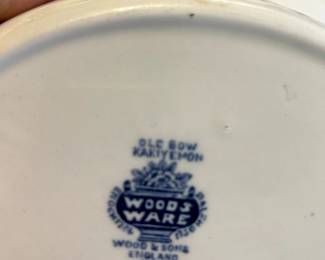 OLD BOW
KAKIYEMON
WOODS
WARE
WOOD & SONS
ENGLAND